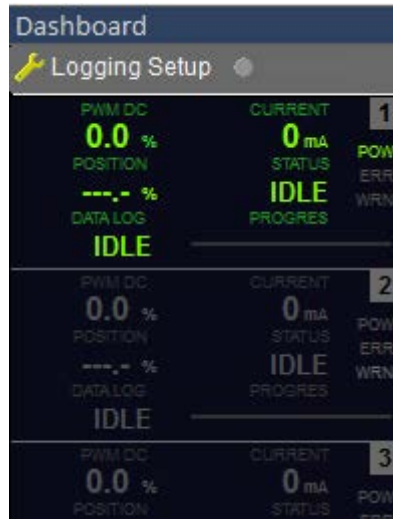 Dashboard
Logging Setup
PWM DC CURRENT 1
0.0 % 0 mA
POSITION STATUS POW
---.- % IDLE ERR
DATA LOG PROGRES WRN
IDLE
PWM DC CURRENT 2
0.0 % 0 mA
POSITION STATUS POW
---.- % IDLE ERR
DATA LOG PROGRES WRN
IDLE
PWM DC CURRENT 3
0.0 % 0 mA
POSITION STATUS POW